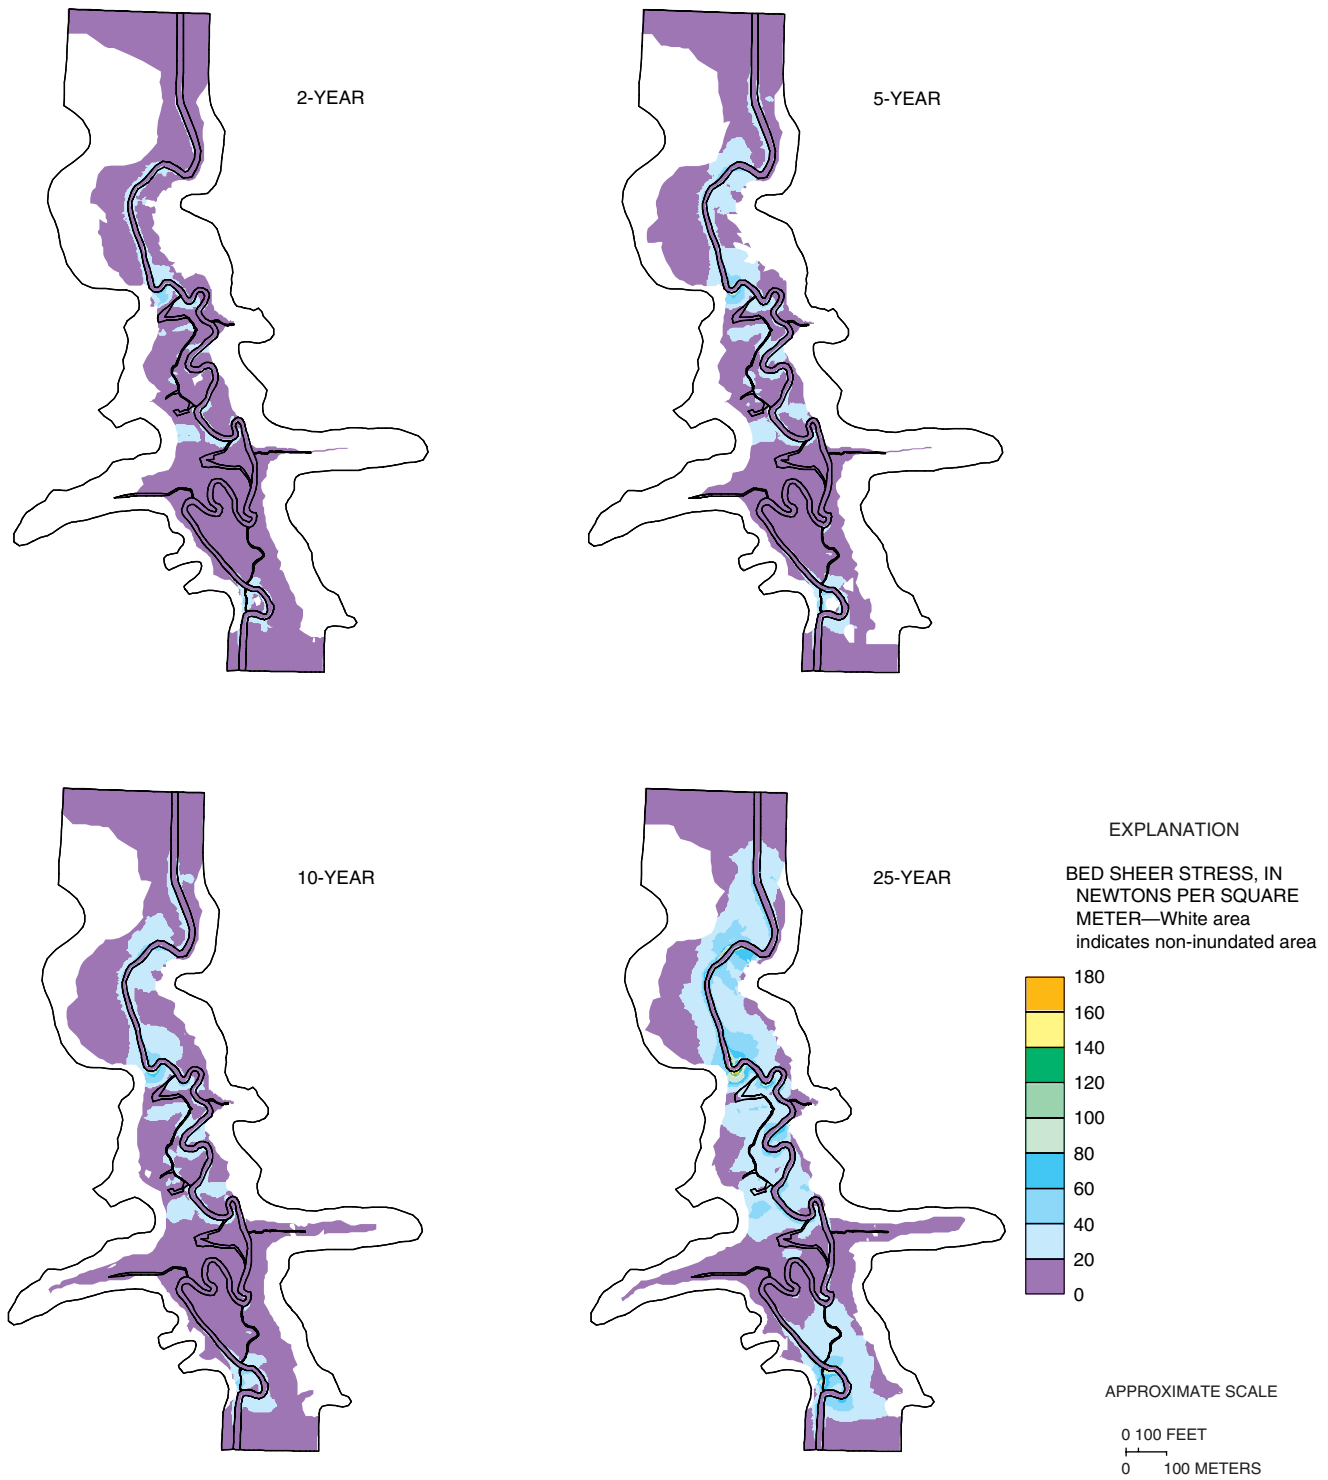 2-YEAR
5-YEAR
10-YEAR
25-YEAR
EXPLANATION
BED SHEER STRESS, IN
NEWTONS PER SQUARE
METER—White area
indicates non-inundated area
180
160
140
120
100
80
60
40
20
0
APPROXIMATE SCALE
0 100 FEET
0 100 METERS